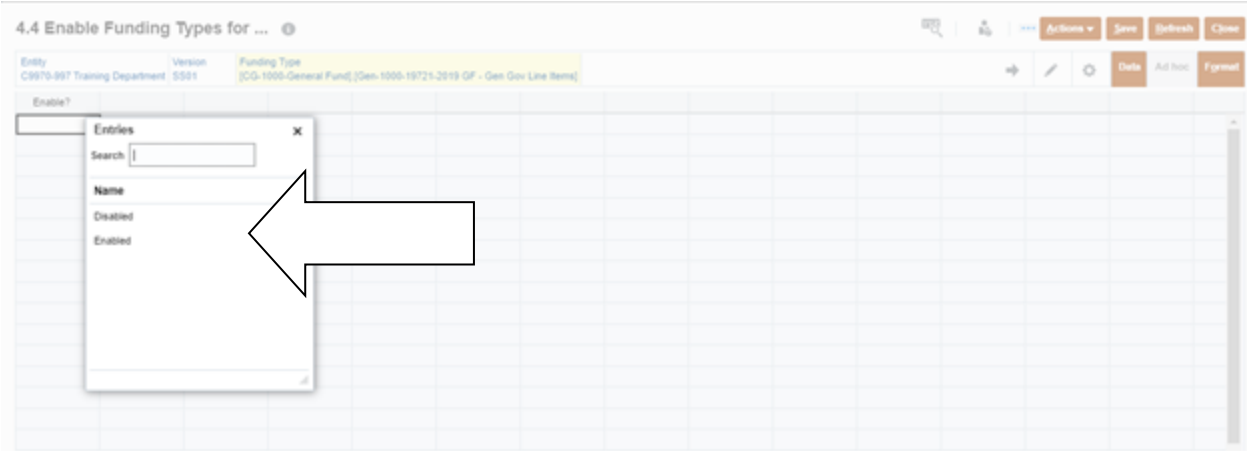 4.4 Enable Funding Types for ...
Actions Save Refresh Close
Entity Version Funding Type
C9970-997 Training Department SS01 [CG-1000-General Fund].[Gen-1000-19721-2019 GF - Gen Gov Line Items]
Data Ad hoc Format
Enable?
Entries
Search
Name
Disabled
Enabled